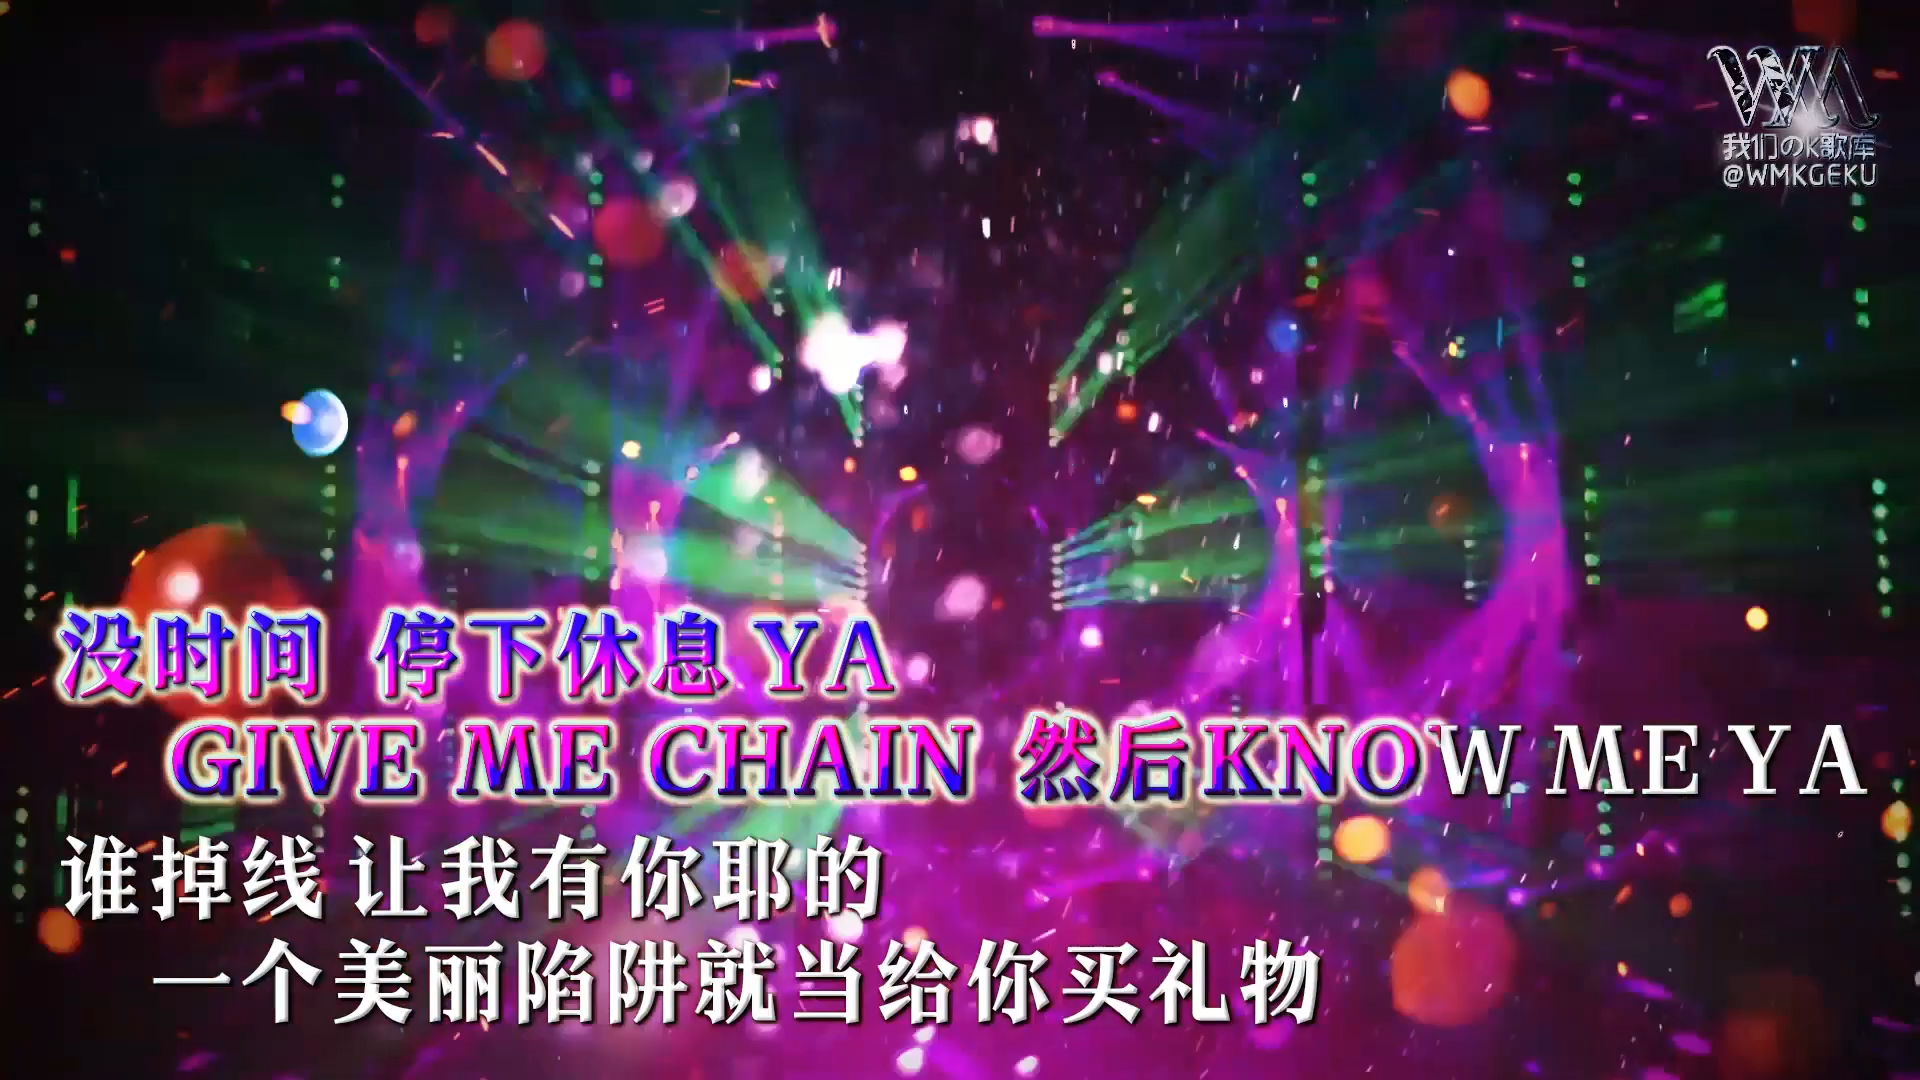 WM
我们のK歌库
@WMKGEKU
没时间 停下休息 YA
GIVE ME CHAIN 然后KNOW ME YA
谁掉线 让我有你耶的
一个美丽陷阱就当给你买礼物